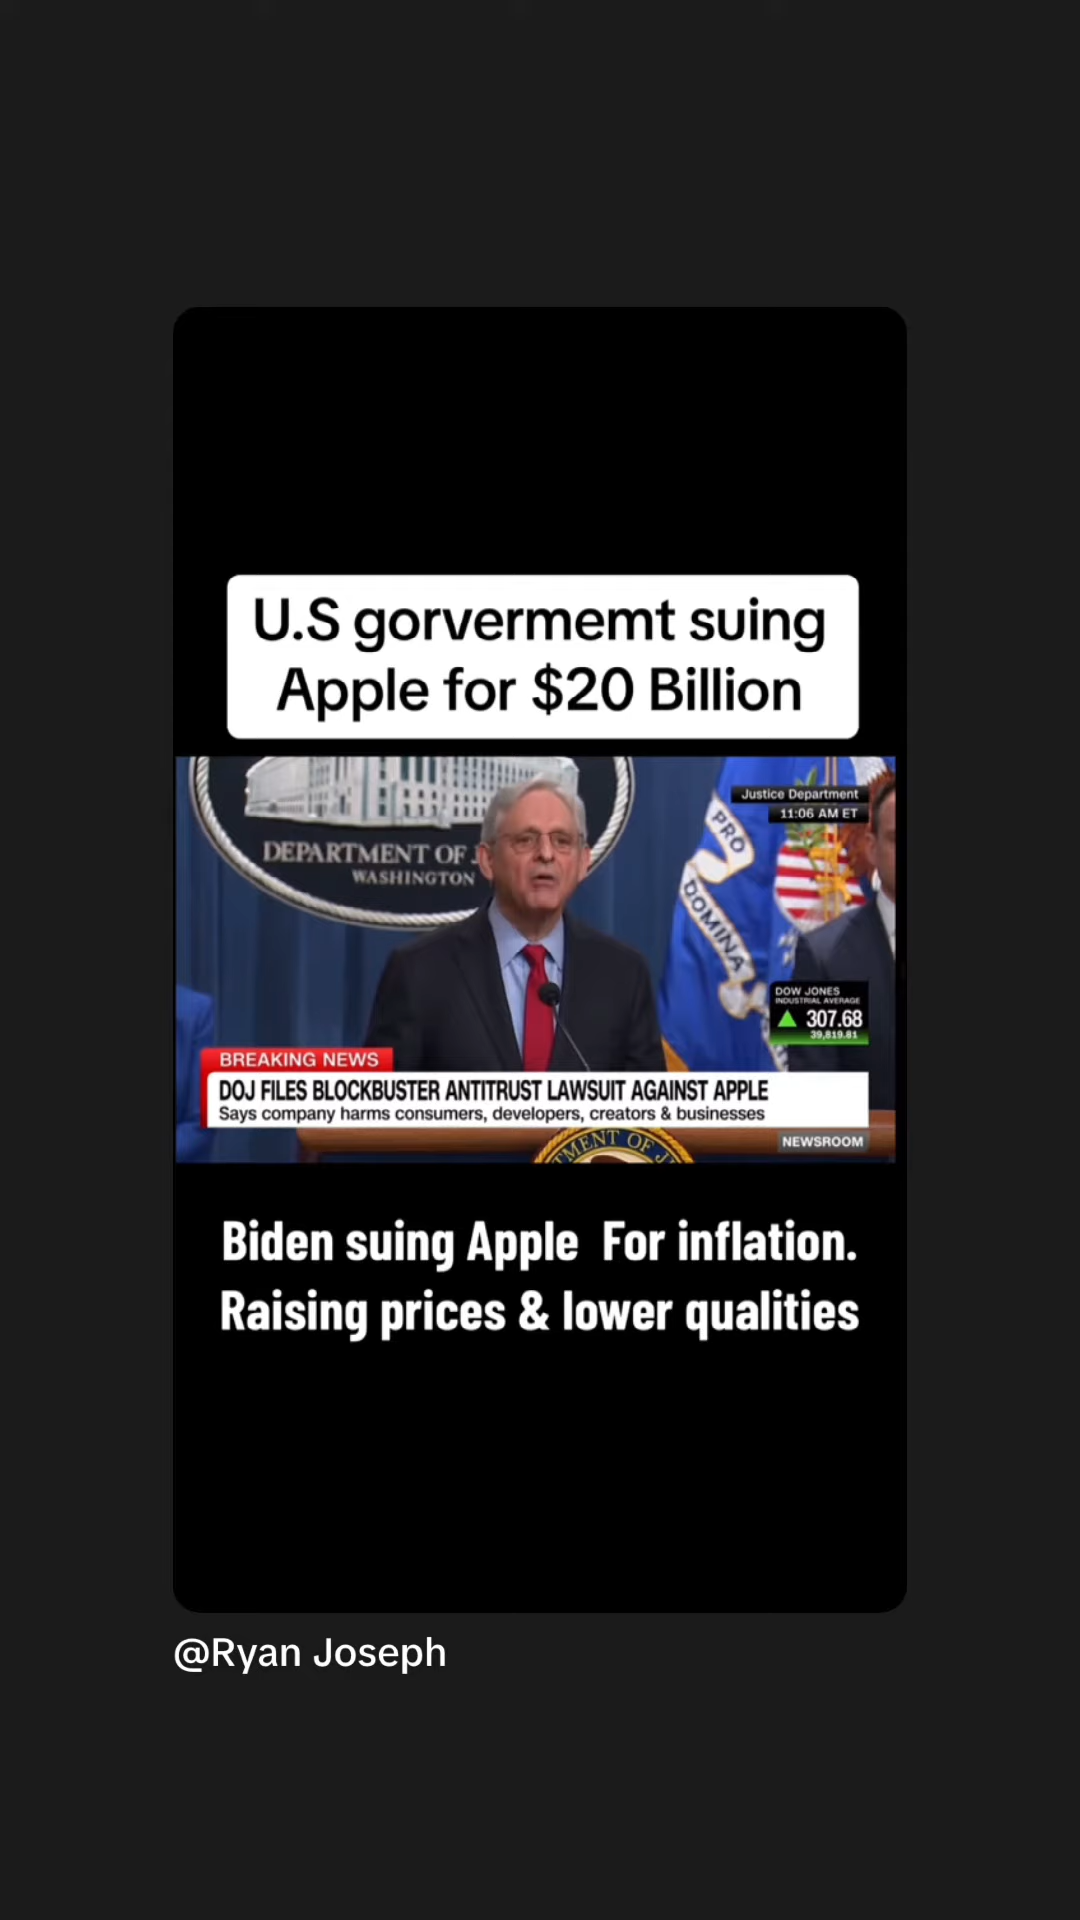 U.S gorvermemt suing
Apple for $20 Billion
Justice Department
11:06 AM ET
DEPARTMENT OF J
WASHINGTON
PRO
DOMINA
DOW JONES
INDUSTRIAL AVERAGE
307.68
39,819.81
BREAKING NEWS
DOJ FILES BLOCKBUSTER ANTITRUST LAWSUIT AGAINST APPLE
Says company harms consumers, developers, creators & businesses
NEWSROOM
TMENT OF J
Biden suing Apple For inflation.
Raising prices & lower qualities
@Ryan Joseph